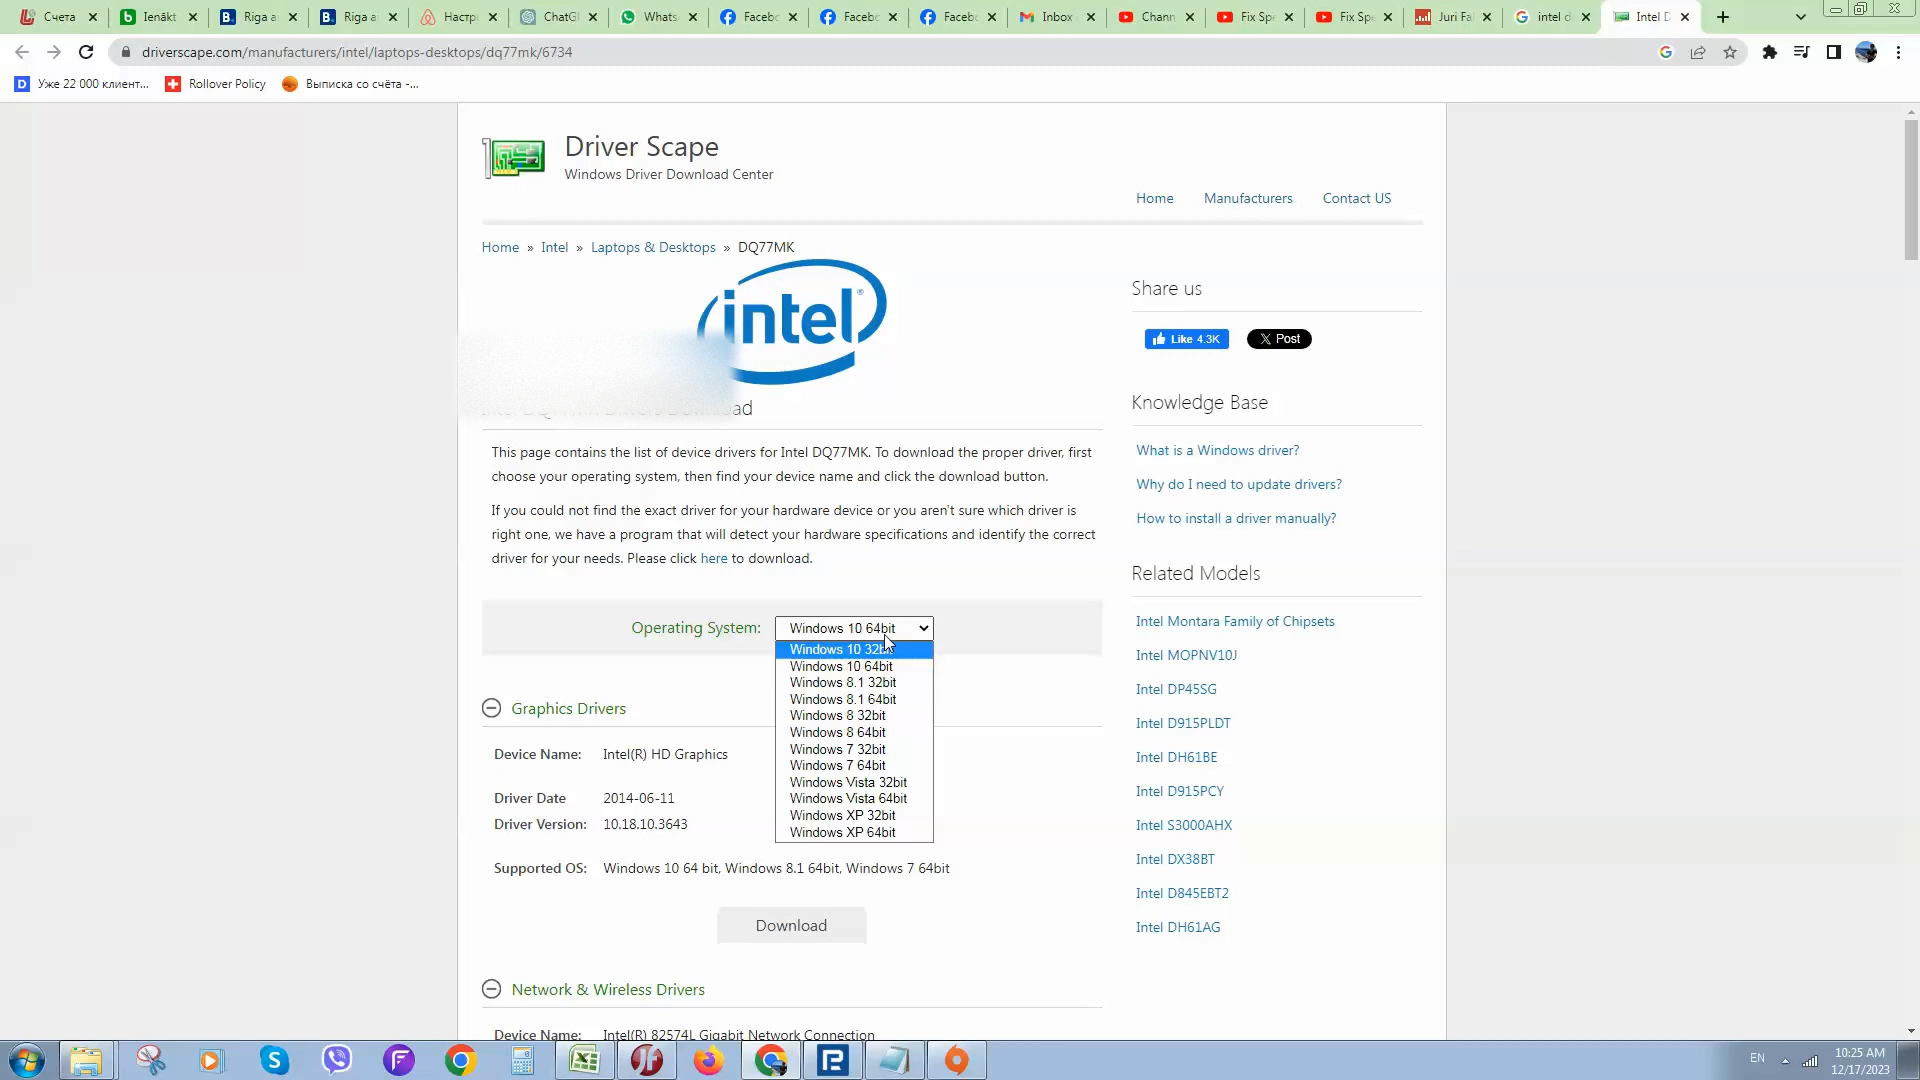 Счета
Ienākt
Riga a
Riga a
Настр
ChatG
Whats
Faceb
Faceb
Faceb
Inbox
Chann
Fix Sp
Fix Sp
Juri Fa
intel d
Intel D
driverscape.com/manufacturers/intel/laptops-desktops/dq77mk/6734
Уже 22 000 клиент...
Rollover Policy
Выписка со счёта -...
Driver Scape
Windows Driver Download Center
Home
Manufacturers
Contact US
Home » Intel » Laptops & Desktops » DQ77MK
intel®
Share us
Like 4.3K
X Post
Knowledge Base
What is a Windows driver?
Why do I need to update drivers?
How to install a driver manually?
This page contains the list of device drivers for Intel DQ77MK. To download the proper driver, first
choose your operating system, then find your device name and click the download button.
If you could not find the exact driver for your hardware device or you aren't sure which driver is
right one, we have a program that will detect your hardware specifications and identify the correct
driver for your needs. Please click here to download.
Operating System:
Windows 10 64bit
Windows 10 32bit
Windows 10 64bit
Windows 8.1 32bit
Windows 8.1 64bit
Windows 8 32bit
Windows 8 64bit
Windows 7 32bit
Windows 7 64bit
Windows Vista 32bit
Windows Vista 64bit
Windows XP 32bit
Windows XP 64bit
Graphics Drivers
Device Name: Intel(R) HD Graphics
Driver Date 2014-06-11
Driver Version: 10.18.10.3643
Supported OS: Windows 10 64 bit, Windows 8.1 64bit, Windows 7 64bit
Download
Network & Wireless Drivers
Device Name: Intel(R) 82574L Gigabit Network Connection
Related Models
Intel Montara Family of Chipsets
Intel MOPNV10J
Intel DP45SG
Intel D915PLDT
Intel DH61BE
Intel D915PCY
Intel S3000AHX
Intel DX38BT
Intel D845EBT2
Intel DH61AG
EN
10:25 AM
12/17/2023